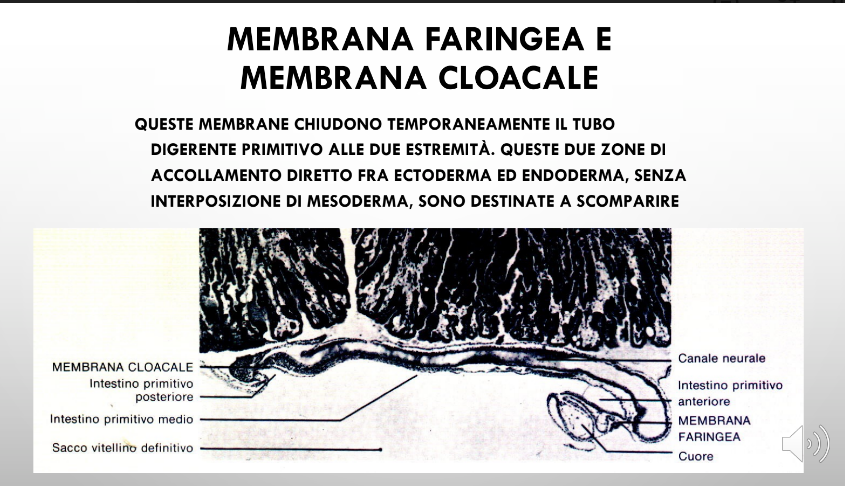 MEMBRANA FARINGEA E
MEMBRANA CLOACALE
QUESTE MEMBRANE CHIUDONO TEMPORANEAMENTE IL TUBO
DIGERENTE PRIMITIVO ALLE DUE ESTREMITÀ. QUESTE DUE ZONE DI
ACCOLLAMENTO DIRETTO FRA ECTODERMA ED ENDODERMA, SENZA
INTERPOSIZIONE DI MESODERMA, SONO DESTINATE A SCOMPARIRE
MEMBRANA CLOACALE
Intestino primitivo
posteriore
Intestino primitivo medio
Sacco vitellino definitivo
Canale neurale
Intestino primitivo
anteriore
MEMBRANA
FARINGEA
Cuore